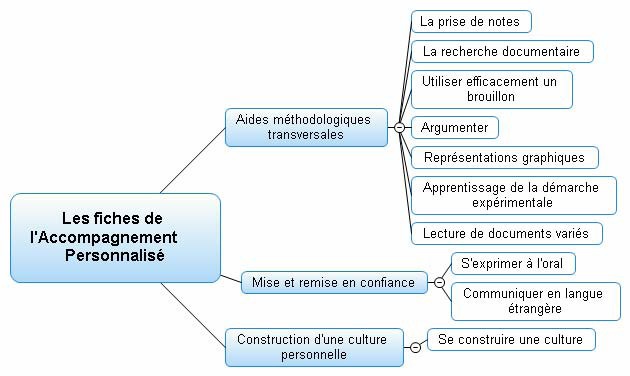 Les fiches de
l'Accompagnement
Personnalisé
Aides méthodologiques
transversales
La prise de notes
La recherche documentaire
Utiliser efficacement un
brouillon
Argumenter
Représentations graphiques
Apprentissage de la démarche
expérimentale
Lecture de documents variés
Mise et remise en confiance
S'exprimer à l'oral
Communiquer en langue
étrangère
Construction d'une culture
personnelle
Se construire une culture